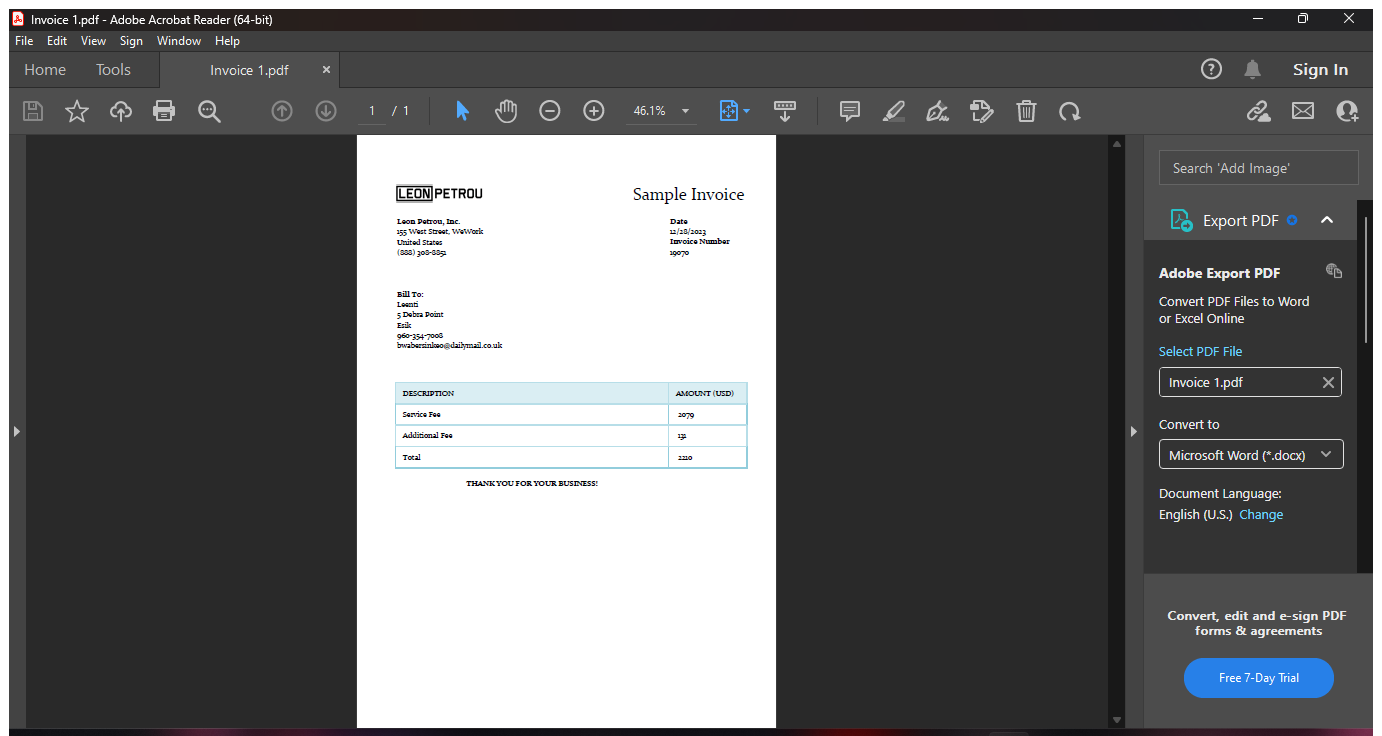 Invoice 1.pdf - Adobe Acrobat Reader (64-bit)
File Edit View Sign Window Help
Home Tools Invoice 1.pdf Sign In
1 / 1 46.1%
LEON PETROU
Sample Invoice
Leon Petrou, Inc.
155 West Street, WeWork
United States
(888) 308-8851
Date
12/28/2023
Invoice Number
19070
Bill To:
Leenti
5 Debra Point
Esik
960-354-7008
bwabersinkeo@dailymail.co.uk
DESCRIPTION AMOUNT (USD)
Service Fee 2079
Additional Fee 131
Total 2210
THANK YOU FOR YOUR BUSINESS!
Search 'Add Image'
Export PDF
Adobe Export PDF
Convert PDF Files to Word
or Excel Online
Select PDF File
Invoice 1.pdf
Convert to
Microsoft Word (*.docx)
Document Language:
English (U.S.) Change
Convert, edit and e-sign PDF
forms & agreements
Free 7-Day Trial